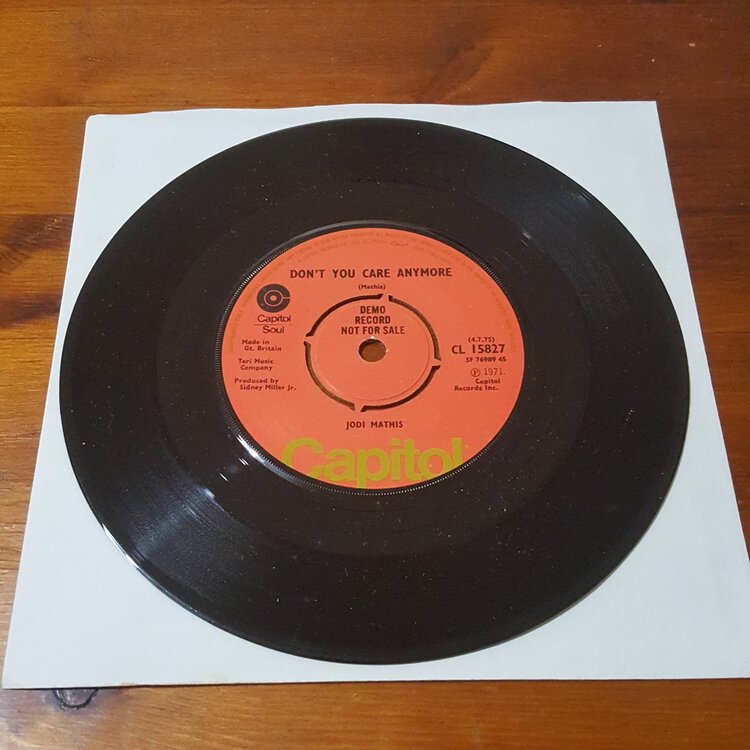 DON'T YOU CARE ANYMORE
(Mathis)
DEMO
RECORD
NOT FOR SALE
Capitol
Soul
Made in
Gt. Britain
Teri Music
Company
Produced by
Sidney Miller Jr.
(4.7.75)
CL 15827
SF 76989 45
Ⓟ 1971.
Capitol
Records Inc.
JODI MATHIS
Capitol